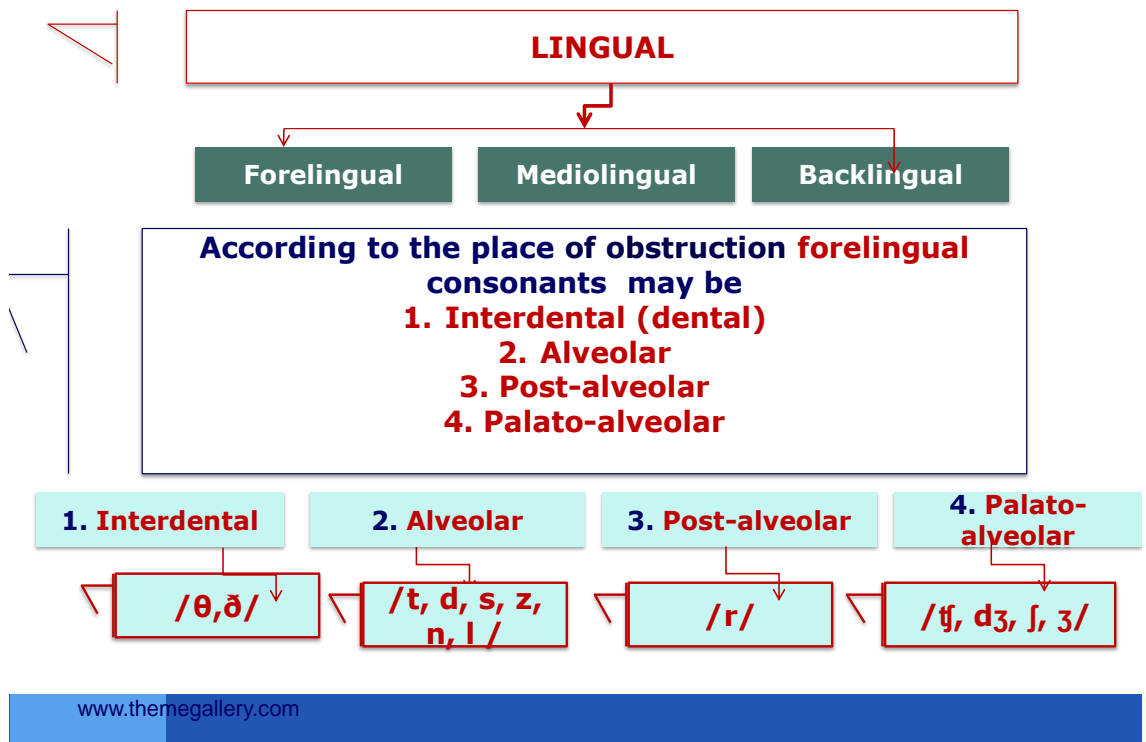 LINGUAL
Forelingual
Mediolingual
Backlingual
According to the place of obstruction forelingual
consonants may be
1. Interdental (dental)
2. Alveolar
3. Post-alveolar
4. Palato-alveolar
1. Interdental
2. Alveolar
3. Post-alveolar
4. Palato-
alveolar
/θ,ð/
/t, d, s, z,
n, l /
/r/
/ʧ, dʒ, ʃ, ʒ/
www.themegallery.com